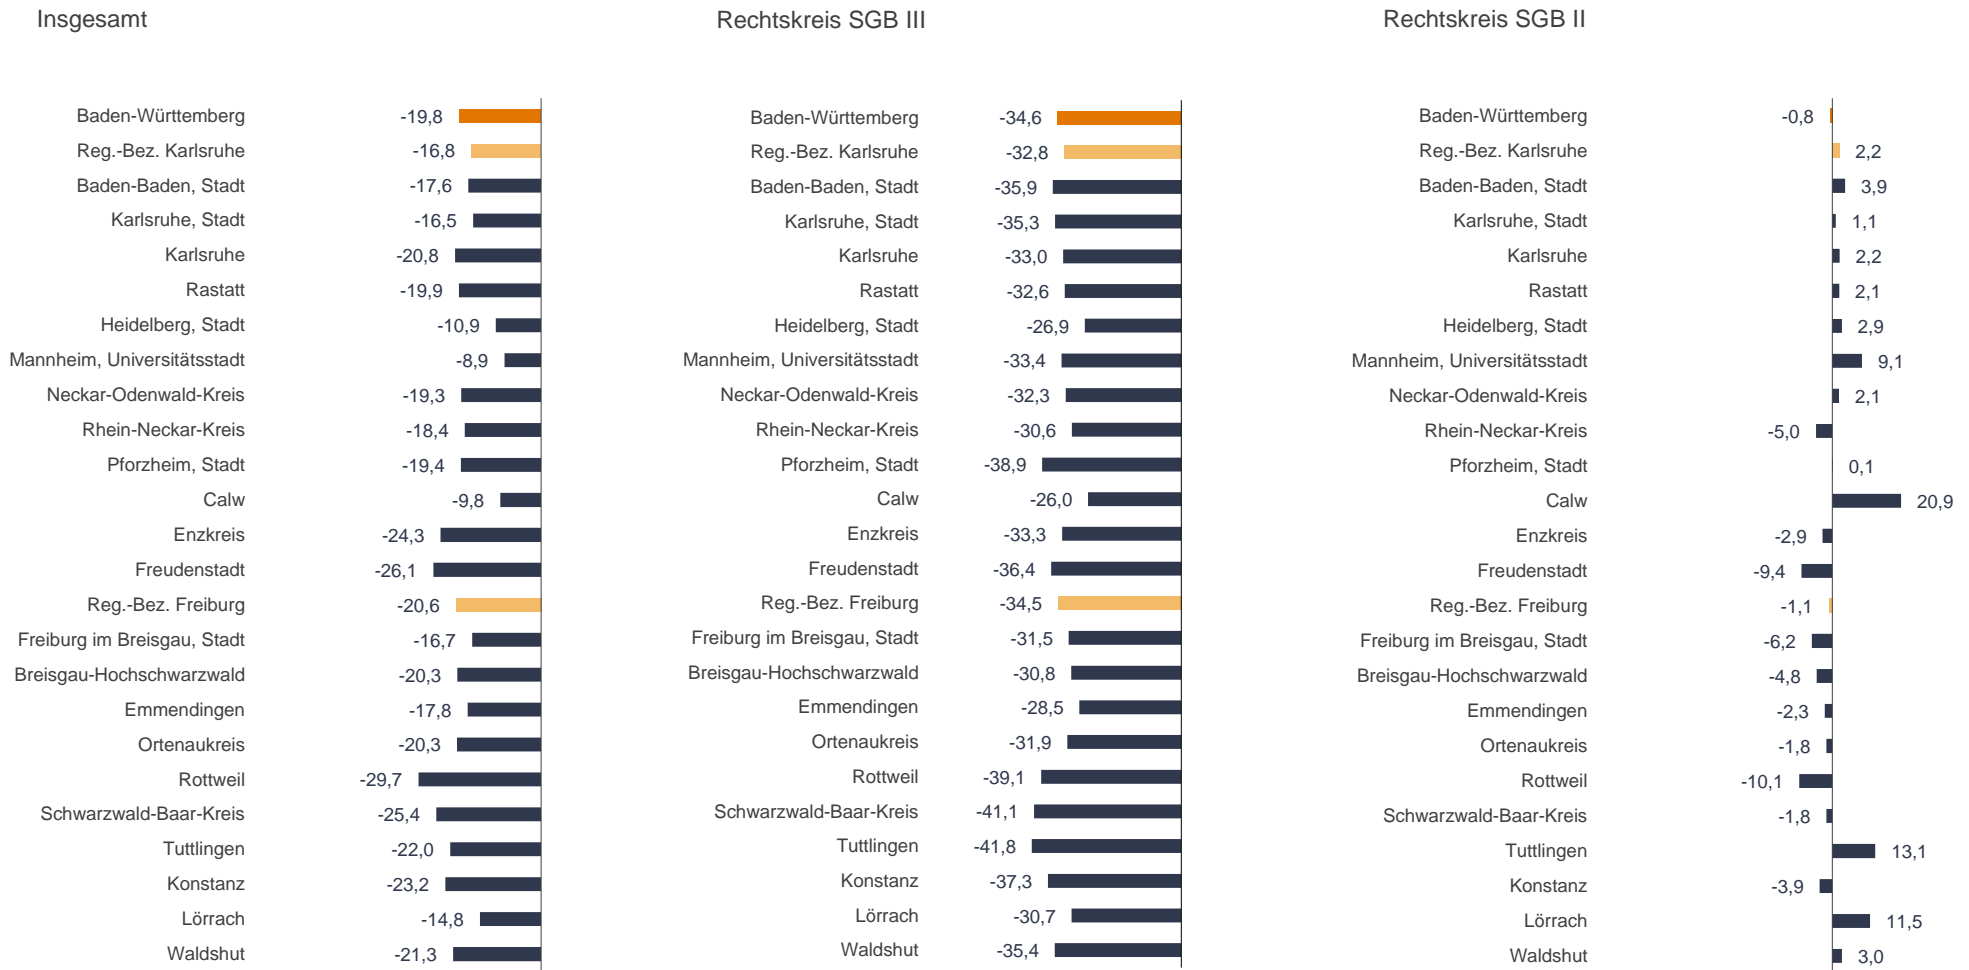 Insgesamt
Baden-Württemberg -19,8
Reg.-Bez. Karlsruhe -16,8
Baden-Baden, Stadt -17,6
Karlsruhe, Stadt -16,5
Karlsruhe -20,8
Rastatt -19,9
Heidelberg, Stadt -10,9
Mannheim, Universitätsstadt -8,9
Neckar-Odenwald-Kreis -19,3
Rhein-Neckar-Kreis -18,4
Pforzheim, Stadt -19,4
Calw -9,8
Enzkreis -24,3
Freudenstadt -26,1
Reg.-Bez. Freiburg -20,6
Freiburg im Breisgau, Stadt -16,7
Breisgau-Hochschwarzwald -20,3
Emmendingen -17,8
Ortenaukreis -20,3
Rottweil -29,7
Schwarzwald-Baar-Kreis -25,4
Tuttlingen -22,0
Konstanz -23,2
Lörrach -14,8
Waldshut -21,3
Rechtskreis SGB III
Baden-Württemberg -34,6
Reg.-Bez. Karlsruhe -32,8
Baden-Baden, Stadt -35,9
Karlsruhe, Stadt -35,3
Karlsruhe -33,0
Rastatt -32,6
Heidelberg, Stadt -26,9
Mannheim, Universitätsstadt -33,4
Neckar-Odenwald-Kreis -32,3
Rhein-Neckar-Kreis -30,6
Pforzheim, Stadt -38,9
Calw -26,0
Enzkreis -33,3
Freudenstadt -36,4
Reg.-Bez. Freiburg -34,5
Freiburg im Breisgau, Stadt -31,5
Breisgau-Hochschwarzwald -30,8
Emmendingen -28,5
Ortenaukreis -31,9
Rottweil -39,1
Schwarzwald-Baar-Kreis -41,1
Tuttlingen -41,8
Konstanz -37,3
Lörrach -30,7
Waldshut -35,4
Rechtskreis SGB II
Baden-Württemberg -0,8
Reg.-Bez. Karlsruhe 2,2
Baden-Baden, Stadt 3,9
Karlsruhe, Stadt 1,1
Karlsruhe 2,2
Rastatt 2,1
Heidelberg, Stadt 2,9
Mannheim, Universitätsstadt 9,1
Neckar-Odenwald-Kreis 2,1
Rhein-Neckar-Kreis -5,0
Pforzheim, Stadt 0,1
Calw 20,9
Enzkreis -2,9
Freudenstadt -9,4
Reg.-Bez. Freiburg -1,1
Freiburg im Breisgau, Stadt -6,2
Breisgau-Hochschwarzwald -4,8
Emmendingen -2,3
Ortenaukreis -1,8
Rottweil -10,1
Schwarzwald-Baar-Kreis -1,8
Tuttlingen 13,1
Konstanz -3,9
Lörrach 11,5
Waldshut 3,0